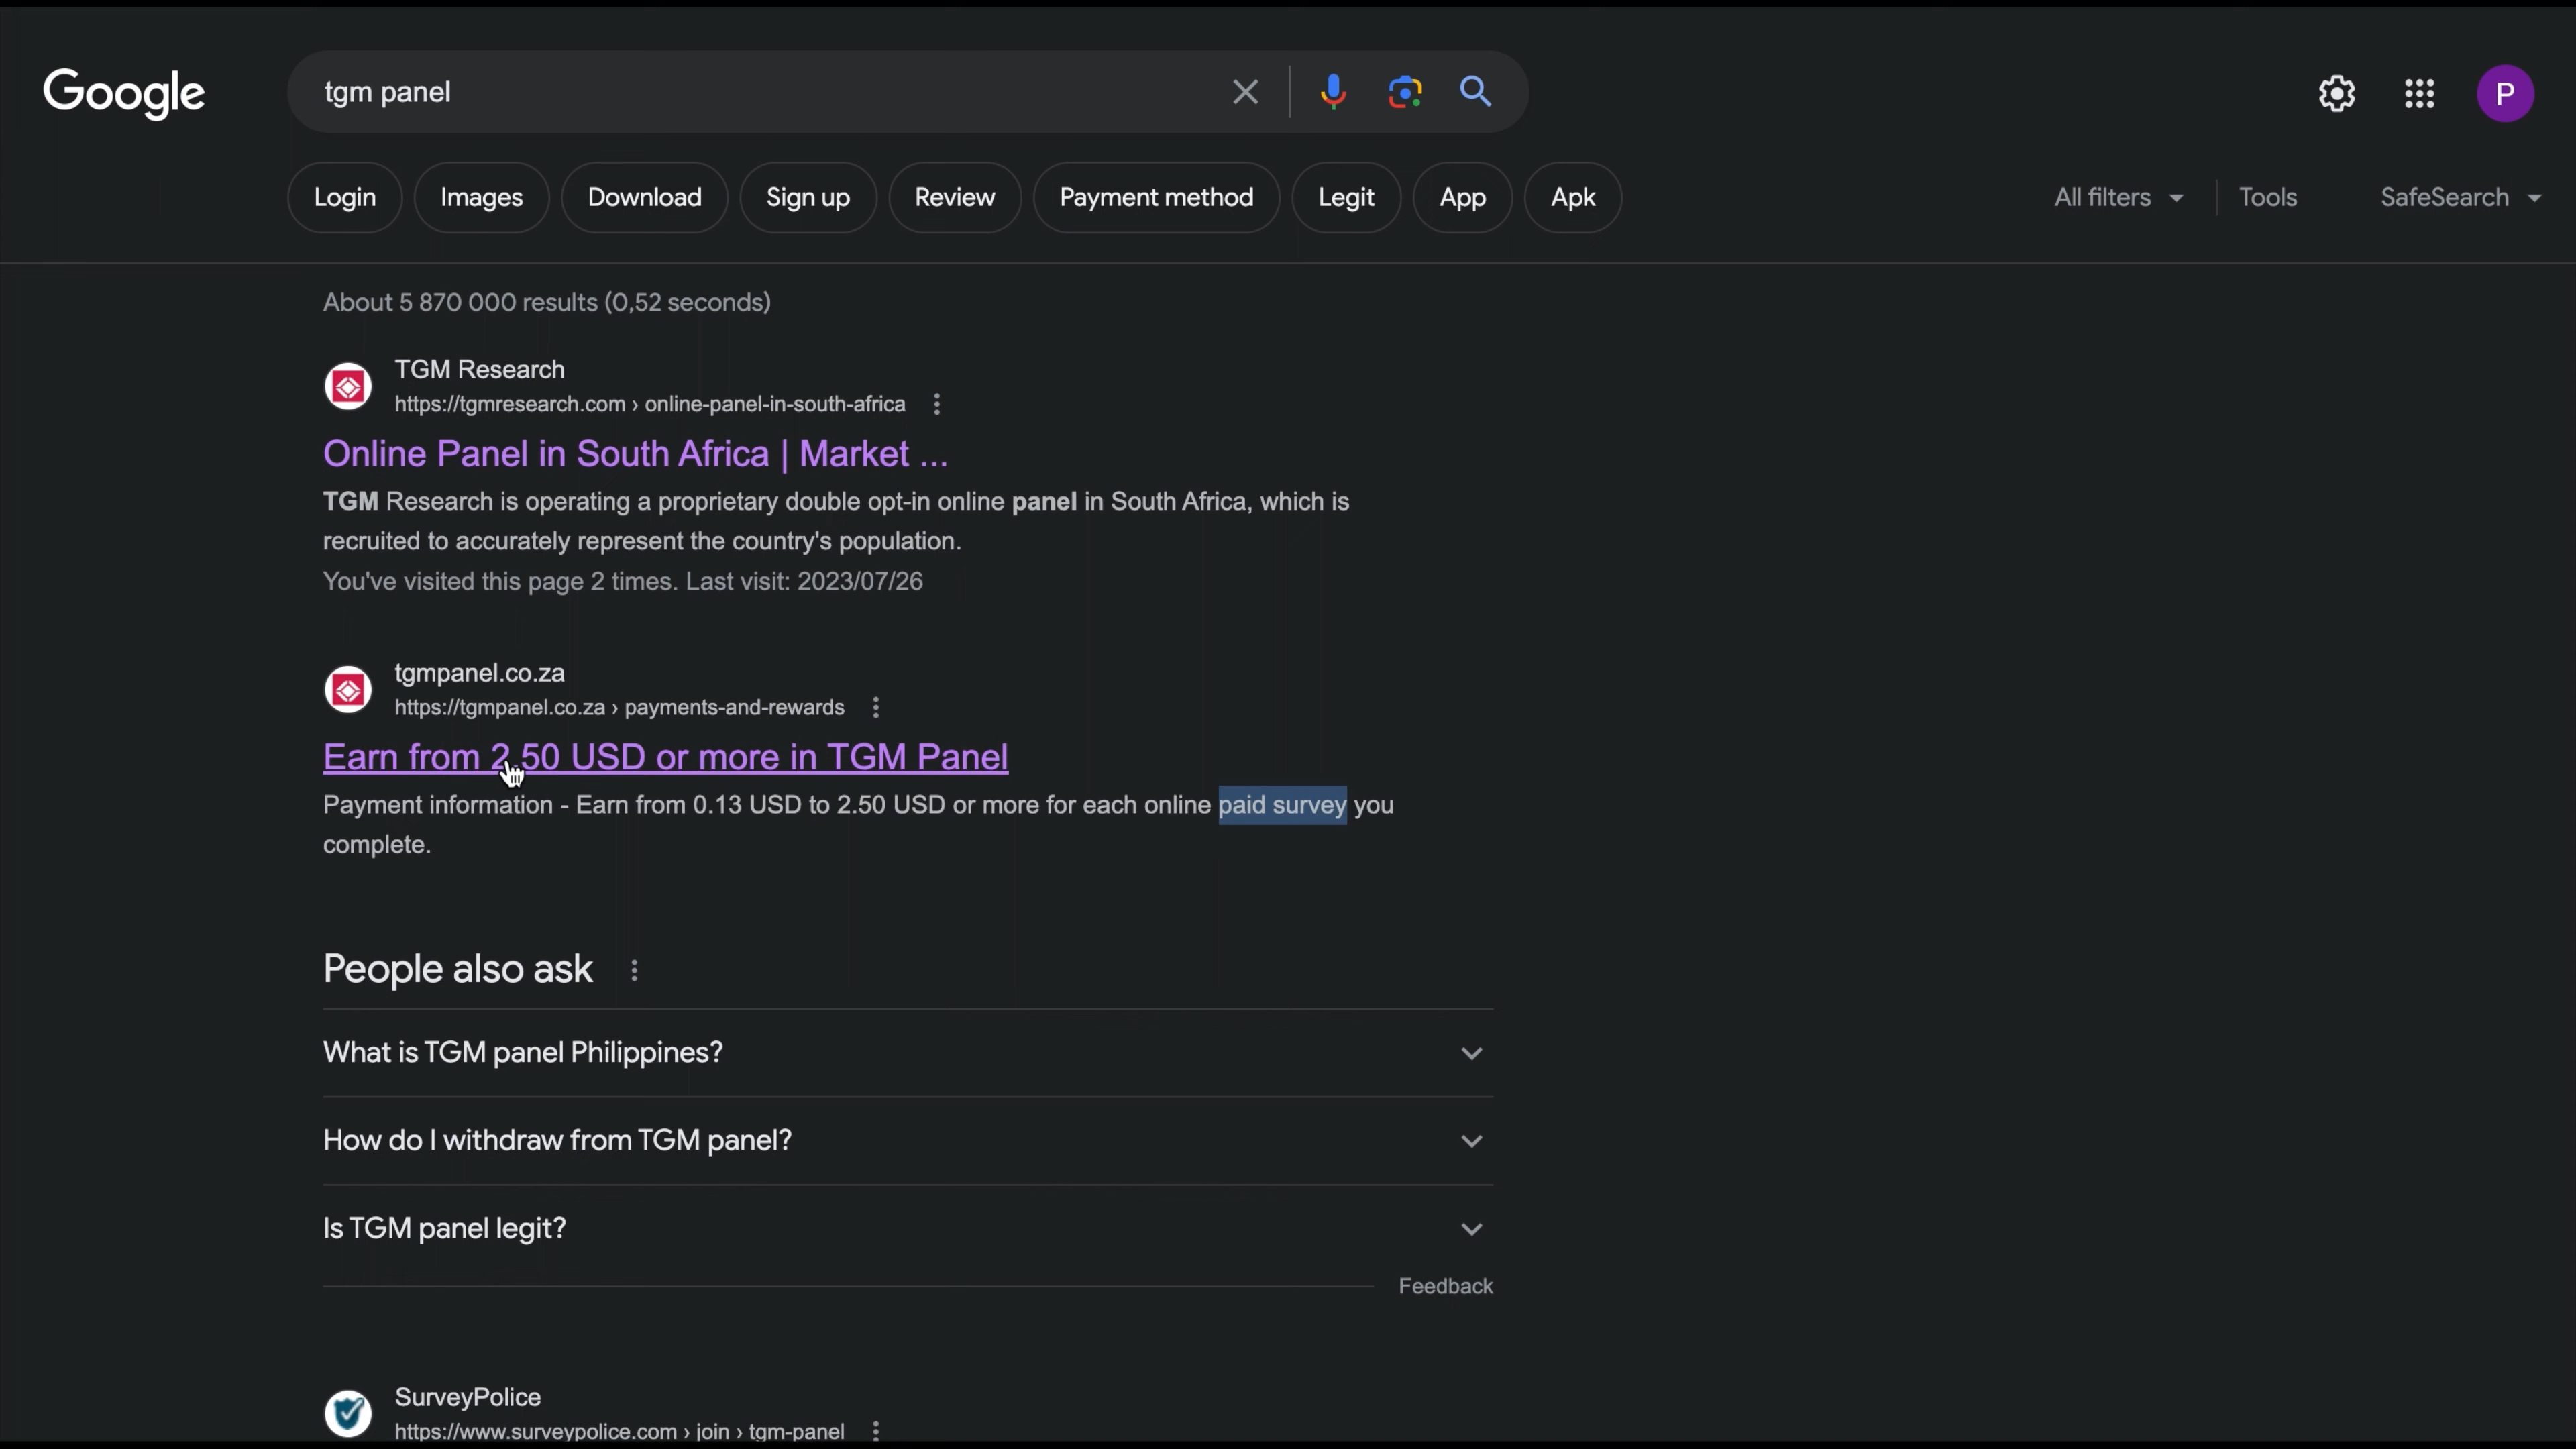 Google
tgm panel
P
Login
Images
Download
Sign up
Review
Payment method
Legit
App
Apk
All filters
Tools
SafeSearch
About 5 870 000 results (0,52 seconds)
TGM Research
https://tgmresearch.com › online-panel-in-south-africa
Online Panel in South Africa | Market ...
TGM Research is operating a proprietary double opt-in online panel in South Africa, which is
recruited to accurately represent the country's population.
You've visited this page 2 times. Last visit: 2023/07/26
tgmpanel.co.za
https://tgmpanel.co.za › payments-and-rewards
Earn from 2.50 USD or more in TGM Panel
Payment information - Earn from 0.13 USD to 2.50 USD or more for each online paid survey you
complete.
People also ask
What is TGM panel Philippines?
How do I withdraw from TGM panel?
Is TGM panel legit?
Feedback
SurveyPolice
https://www.surveypolice.com › join › tgm-panel